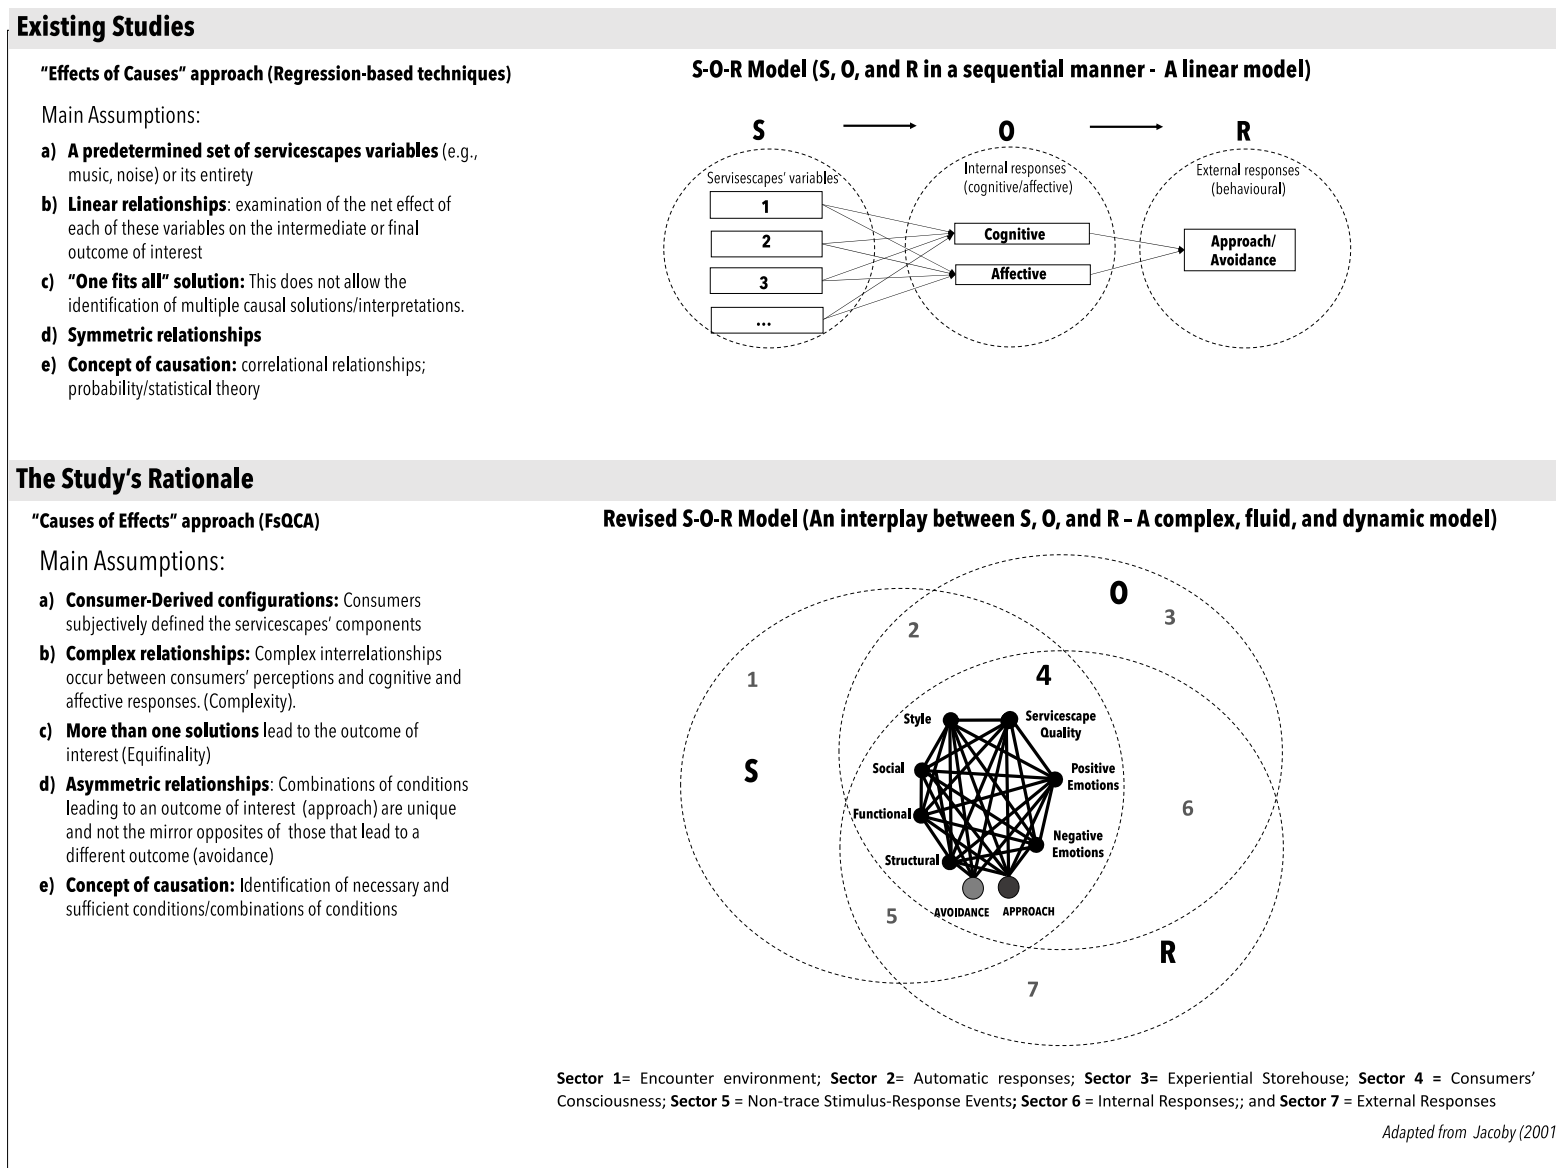 Existing Studies
"Effects of Causes" approach (Regression-based techniques)
Main Assumptions:
a) A predetermined set of servicescapes variables (e.g.,
music, noise) or its entirety
b) Linear relationships: examination of the net effect of
each of these variables on the intermediate or final
outcome of interest
c) "One fits all" solution: This does not allow the
identification of multiple causal solutions/interpretations.
d) Symmetric relationships
e) Concept of causation: correlational relationships;
probability/statistical theory
S-O-R Model (S, O, and R in a sequential manner - A linear model)
S
O
R
Servisescapes' variables
1
2
3
...
Internal responses
(cognitive/affective)
Cognitive
Affective
External responses
(behavioural)
Approach/
Avoidance
The Study's Rationale
"Causes of Effects" approach (FsQCA)
Main Assumptions:
a) Consumer-Derived configurations: Consumers
subjectively defined the servicescapes' components
b) Complex relationships: Complex interrelationships
occur between consumers' perceptions and cognitive and
affective responses. (Complexity).
c) More than one solutions lead to the outcome of
interest (Equifinality)
d) Asymmetric relationships: Combinations of conditions
leading to an outcome of interest (approach) are unique
and not the mirror opposites of those that lead to a
different outcome (avoidance)
e) Concept of causation: Identification of necessary and
sufficient conditions/combinations of conditions
Revised S-O-R Model (An interplay between S, O, and R – A complex, fluid, and dynamic model)
O
3
2
1
4
Style
Servicescape
Quality
S
Social
Positive
Emotions
Functional
6
Negative
Emotions
Structural
5
AVOIDANCE
APPROACH
R
7
Sector 1= Encounter environment; Sector 2= Automatic responses; Sector 3= Experiential Storehouse; Sector 4 = Consumers'
Consciousness; Sector 5 = Non-trace Stimulus-Response Events; Sector 6 = Internal Responses;; and Sector 7 = External Responses
Adapted from Jacoby (2001